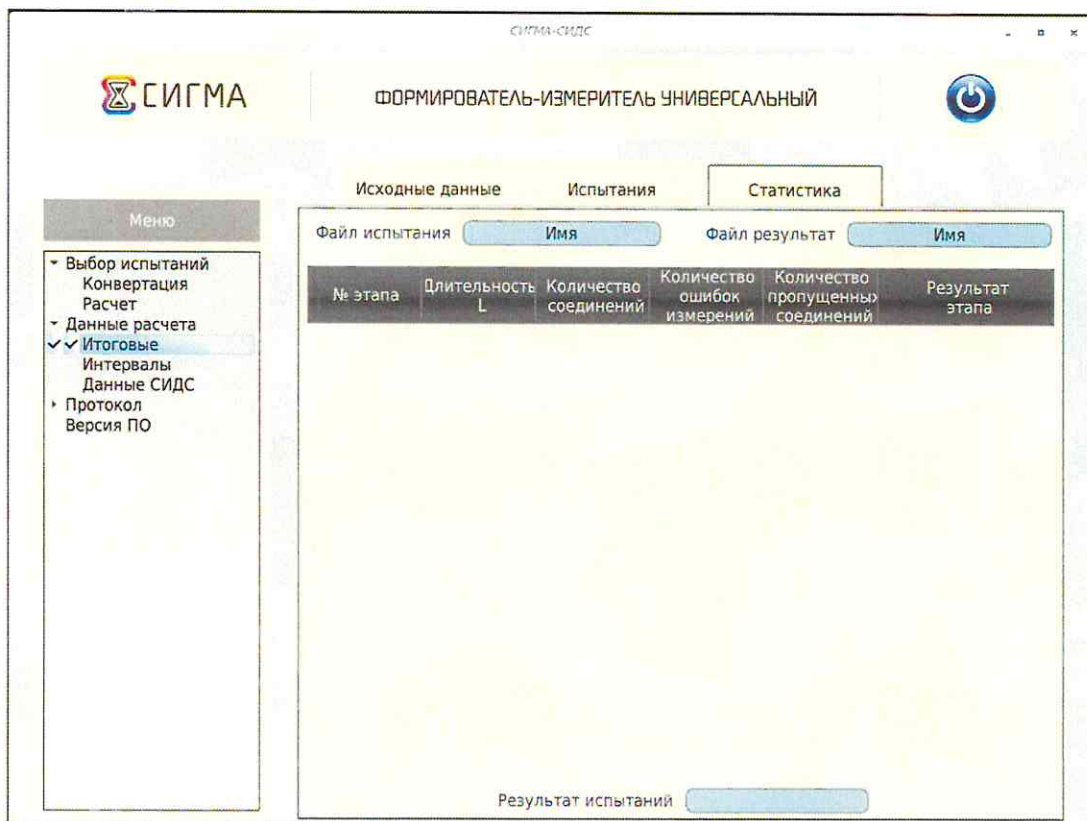 СИГМА-СИДС
СИГМА
ФОРМИРОВАТЕЛЬ-ИЗМЕРИТЕЛЬ УНИВЕРСАЛЬНЫЙ
Исходные данные
Испытания
Статистика
Меню
Выбор испытаний
Конвертация
Расчет
Данные расчета
Итоговые
Интервалы
Данные СИДС
Протокол
Версия ПО
Файл испытания Имя
Файл результат Имя
№ этапа
Длительность
L
Количество
соединений
Количество
ошибок
измерений
Количество
пропущенных
соединений
Результат
этапа
Результат испытаний